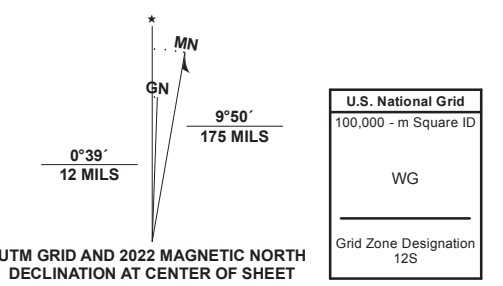 ★
MN
GN
9°50´
175 MILS
0°39´
12 MILS
UTM GRID AND 2022 MAGNETIC NORTH
DECLINATION AT CENTER OF SHEET
U.S. National Grid
100,000 - m Square ID
WG
Grid Zone Designation
12S